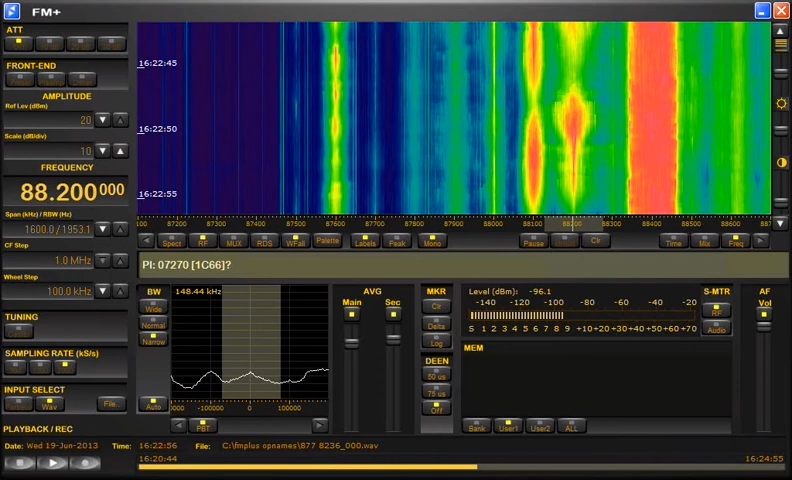 FM+
ATT
FRONT-END
AMPLITUDE
Ref Lev (dBm)
20
Scale (dB/div)
10
FREQUENCY
88.200000
Span (kHz) / RBW (Hz)
1600.0 / 1953.1
CF Step
1.0 MHz
Wheel Step
100.0 kHz
TUNING
SAMPLING RATE (kS/s)
INPUT SELECT
Wav File
PLAYBACK / REC
16:22:45
16:22:50
16:22:55
100 87200 87300 87400 87500 87600 87700 87800 87900 88000 88100 88200 88300 88400 88500 88600
Spect RF MUX RDS WFall Palette Labels Peak Mono Pause Clr Time Mix Freq
PI: 07270 [1C66]?
BW
Wide
Normal
Narrow
Auto
148.44 kHz
-100000 0 100000
PBT
AVG
Main Sec
MKR
Clr
Delta
Log
DEEN
50 us
75 us
Off
Level (dBm): -96.1
-140 -120 -100 -80 -60 -40 -20
S 1 2 3 4 5 6 7 8 9 +10+20+30+40+50+60+70
S-MTR
RF
Audio
AF
Vol
MEM
Bank User1 User2 ALL
Date: Wed 19-Jun-2013 Time: 16:22:56 File: C:\fmplus opnames\877 8236_000.wav
16:20:44 16:24:55